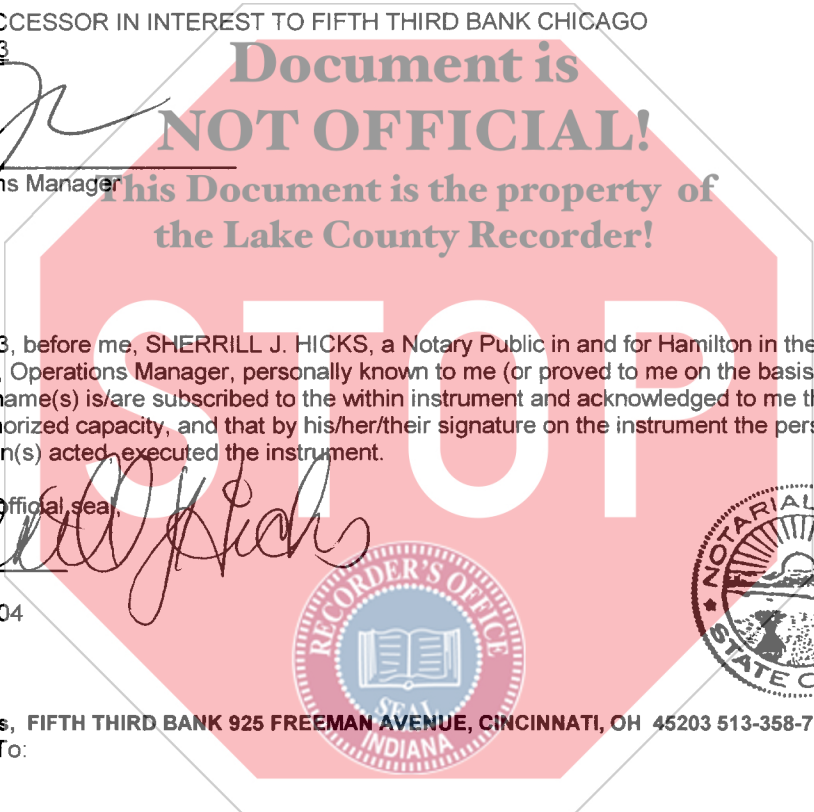 CCESSOR IN INTEREST TO FIFTH THIRD BANK CHICAGO
3
Document is
NOT OFFICIAL!
ns Manager
This Document is the property of
the Lake County Recorder!
STOP
3, before me, SHERRILL J. HICKS, a Notary Public in and for Hamilton in the
, Operations Manager, personally known to me (or proved to me on the basis
name(s) is/are subscribed to the within instrument and acknowledged to me th
horized capacity, and that by his/her/their signature on the instrument the pers
n(s) acted, executed the instrument.
official seal,
Hicks
NOTARIAL
STATE O
04
RECORDER'S OFFICE
SEAL
INDIANA
s, FIFTH THIRD BANK 925 FREEMAN AVENUE, CINCINNATI, OH 45203 513-358-7
To: